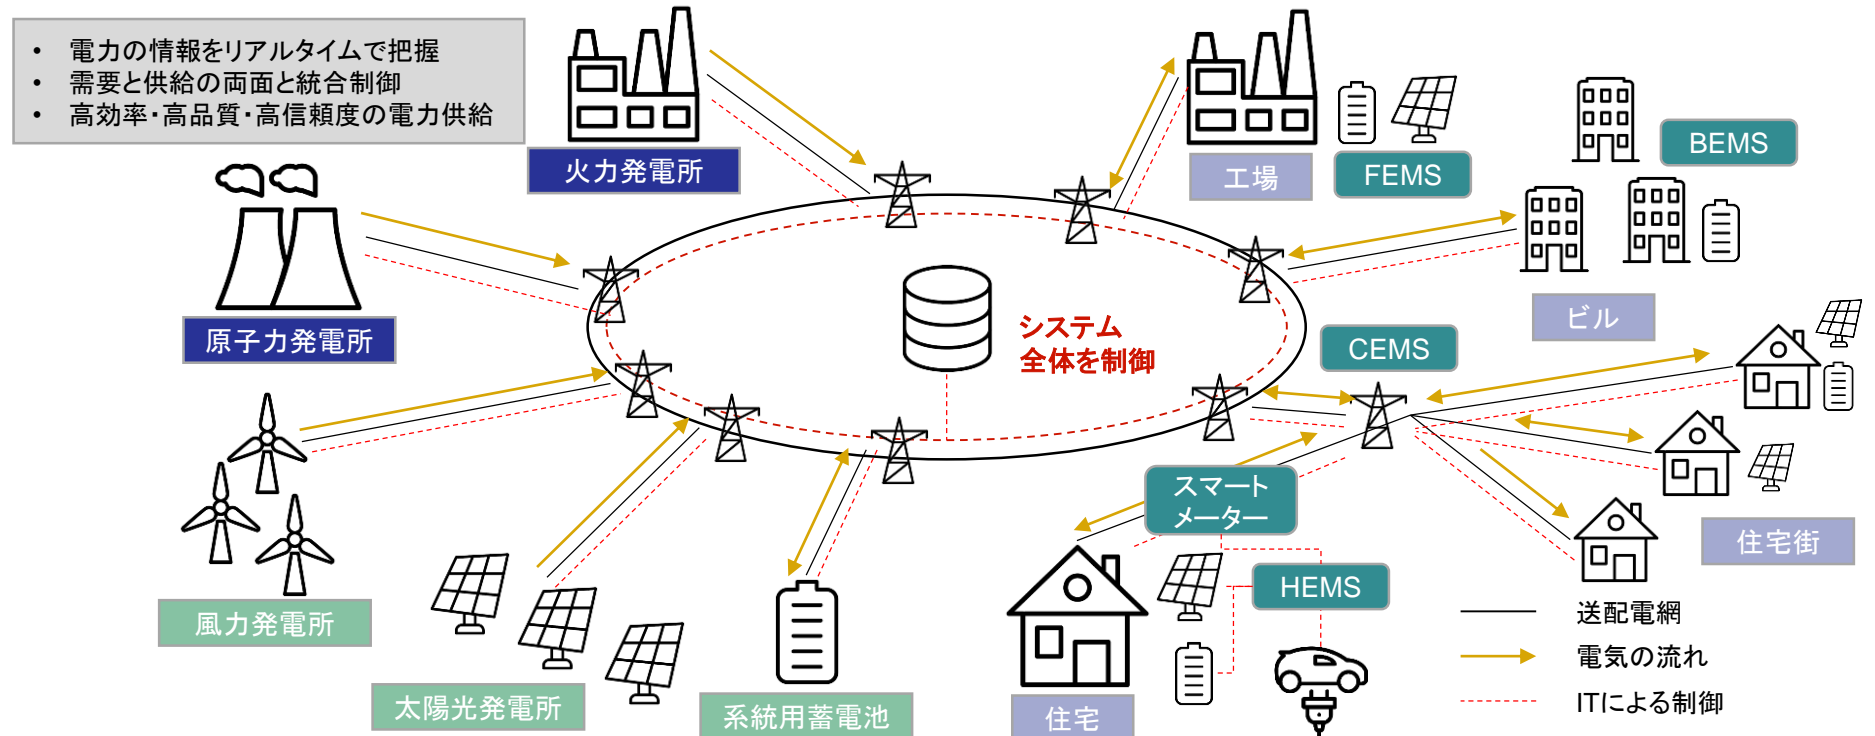 • 電力の情報をリアルタイムで把握
• 需要と供給の両面と統合制御
• 高効率・高品質・高信頼度の電力供給
火力発電所
工場
FEMS
BEMS
原子力発電所
ビル
システム
全体を制御
CEMS
スマート
メーター
住宅街
HEMS
風力発電所
太陽光発電所
系統用蓄電池
住宅
送配電網
電気の流れ
ITによる制御